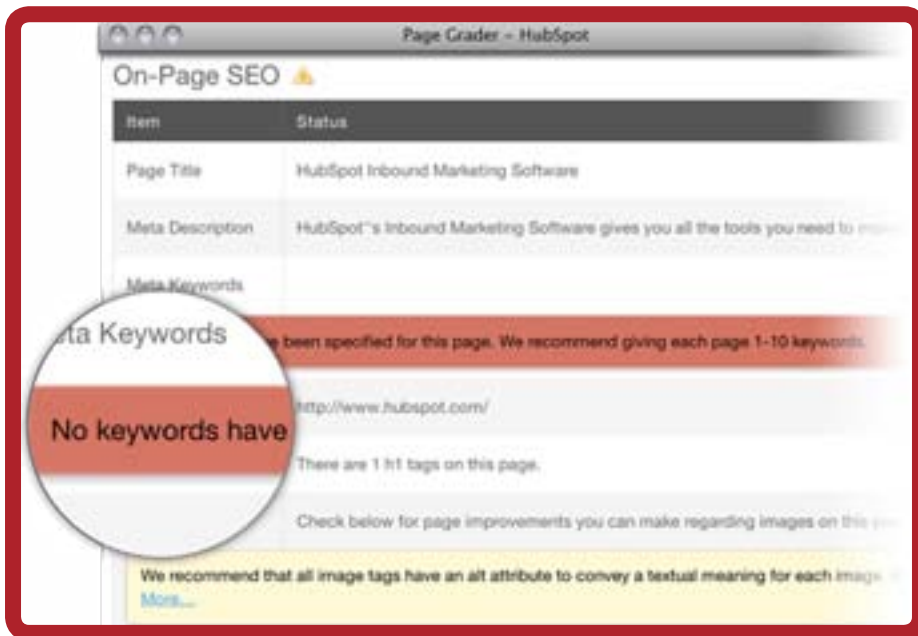 Page Grader - HubSpot
On-Page SEO
Item Status
Page Title HubSpot Inbound Marketing Software
Meta Description HubSpot"s Inbound Marketing Software gives you all the tools you need to
Meta Keywords
eta Keywords
been specified for this page. We recommend giving each page 1-10 keywords.
No keywords have
http://www.hubspot.com/
There are 1 h1 tags on this page.
Check below for page improvements you can make regarding images on this
We recommend that all image tags have an alt attribute to convey a textual meaning for each image.
More...